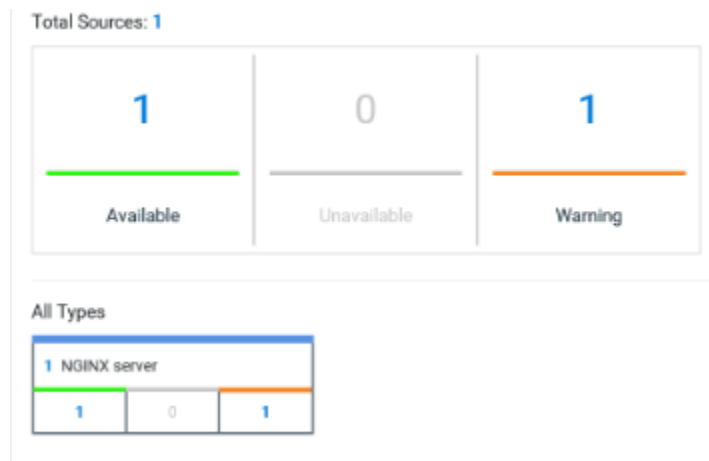 Total Sources: 1
1 0 1
Available Unavailable Warning
All Types
1 NGINX server
1 0 1